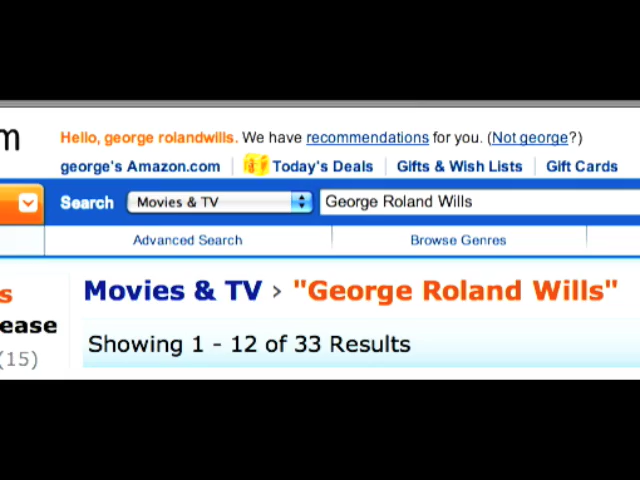 m
Hello, george rolandwills. We have recommendations for you. (Not george?)
george's Amazon.com Today's Deals Gifts & Wish Lists Gift Cards
Search Movies & TV George Roland Wills
Advanced Search Browse Genres
s
Movies & TV › "George Roland Wills"
ease
Showing 1 - 12 of 33 Results
(15)